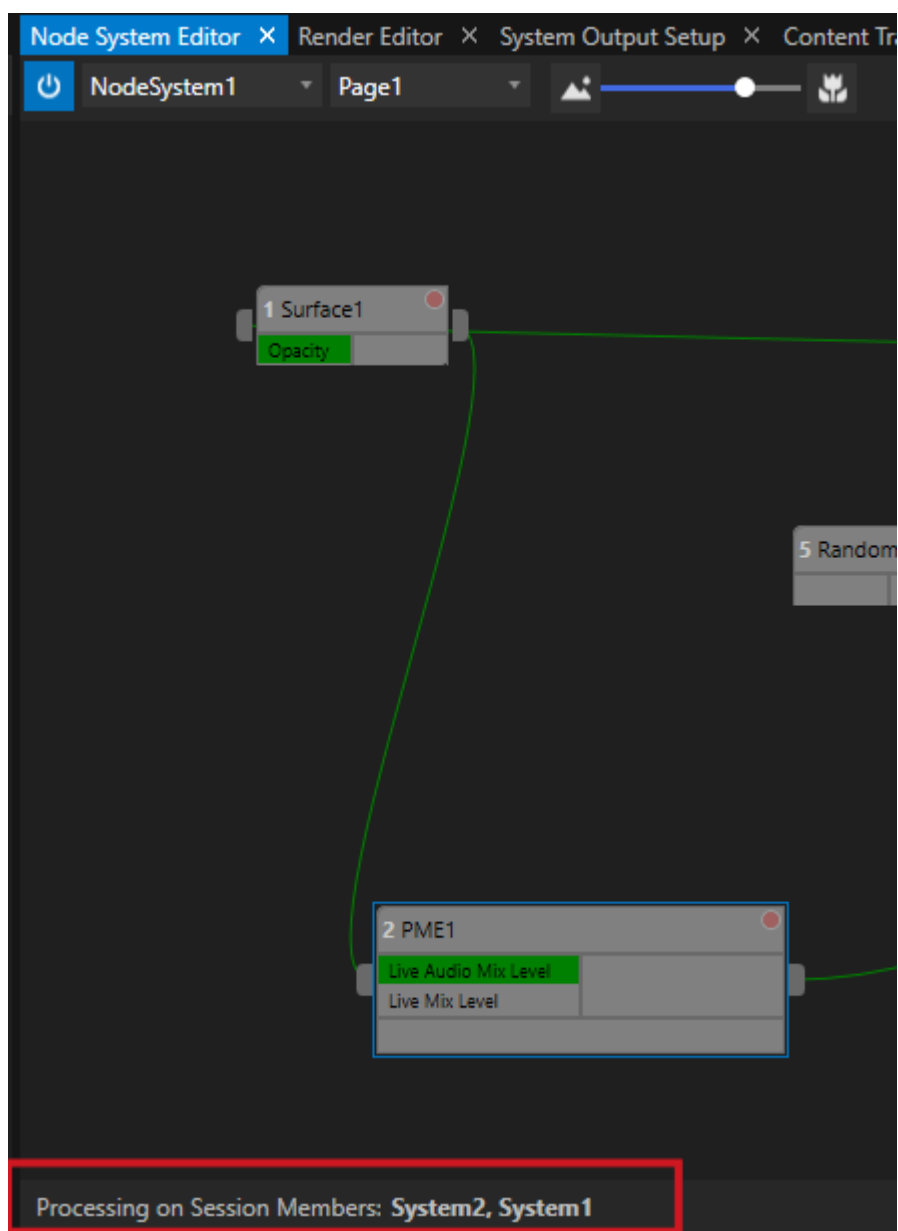 Node System Editor × Render Editor × System Output Setup × Content Tra
NodeSystem1 Page1
1 Surface1
Opacity
5 Random
2 PME1
Live Audio Mix Level
Live Mix Level
Processing on Session Members: System2, System1